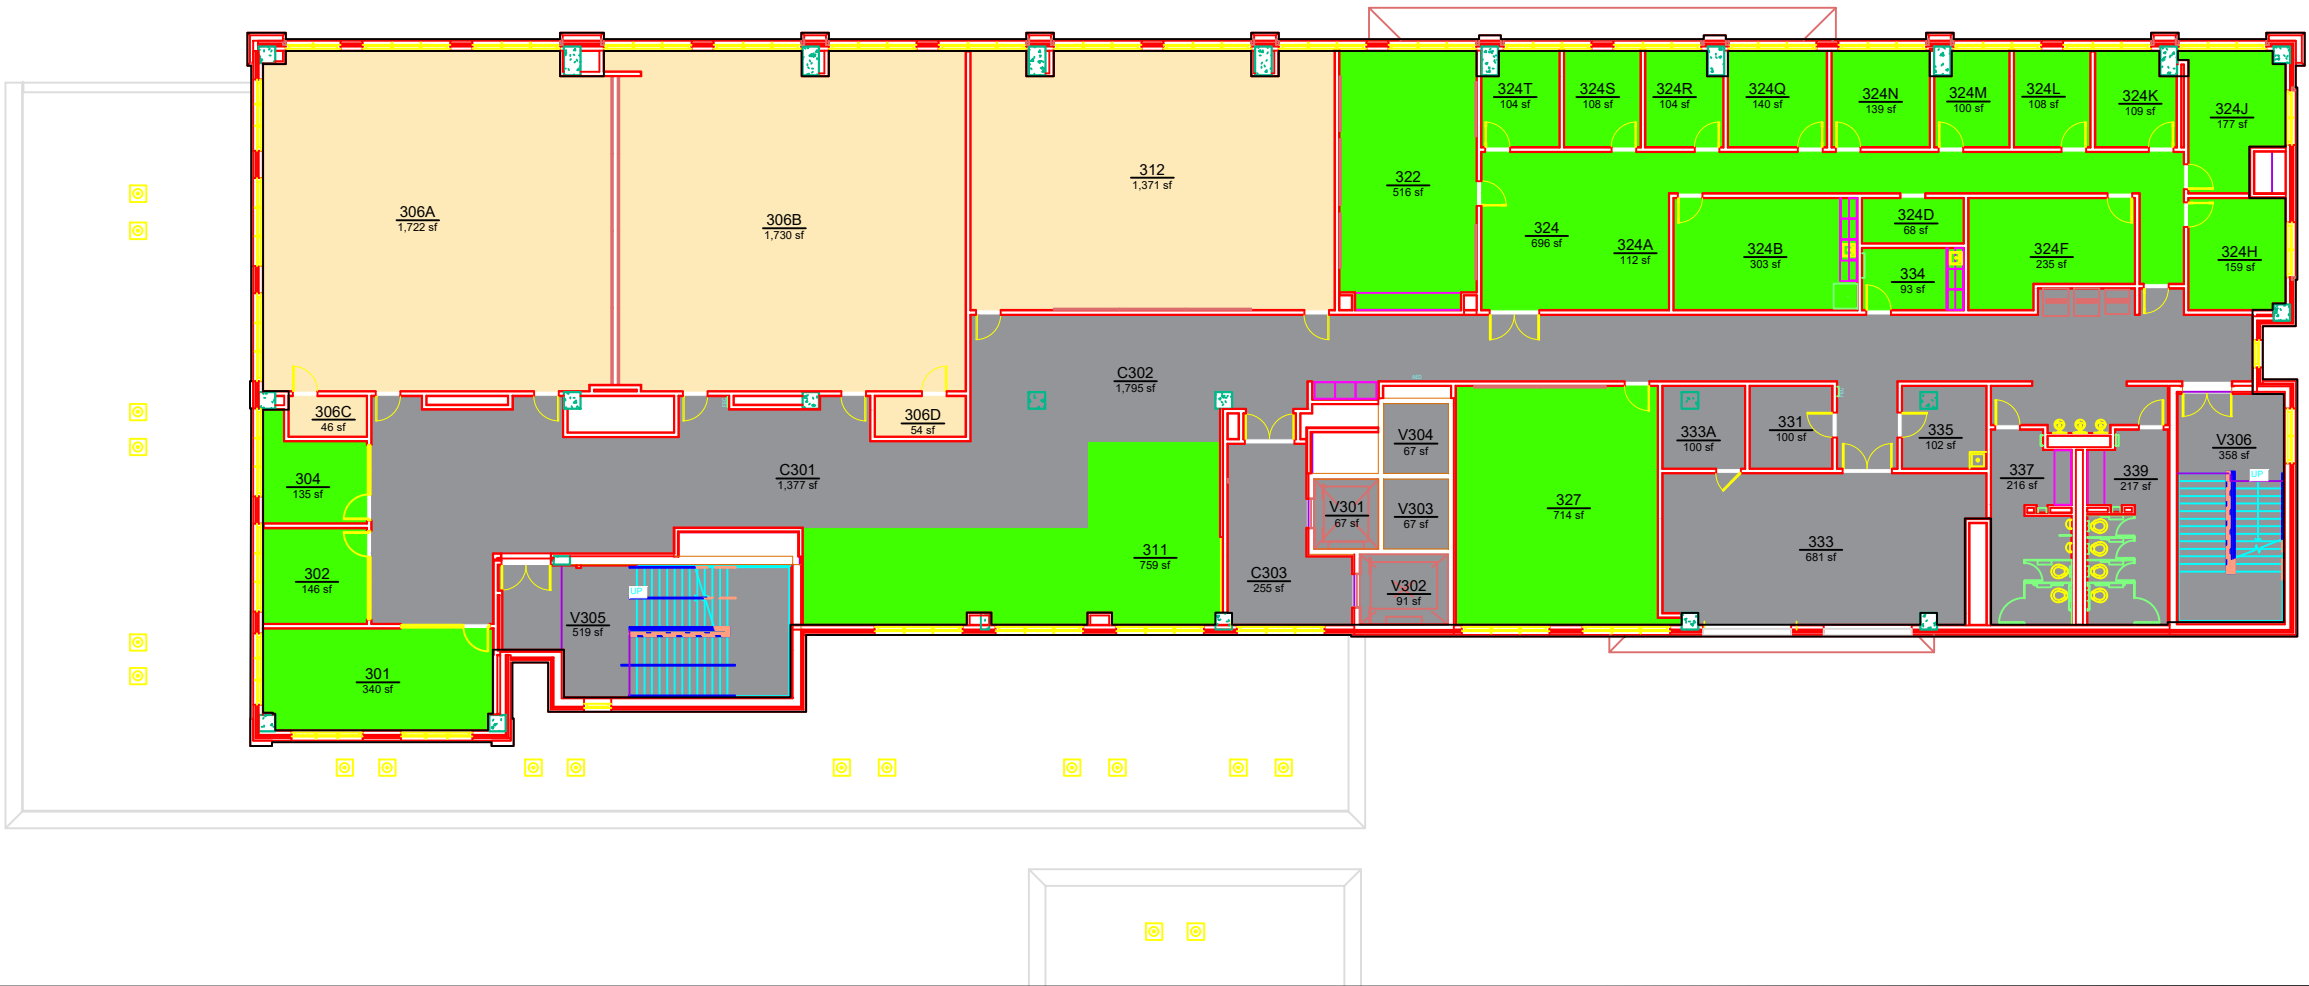 324T
104 sf
324S
108 sf
324R
104 sf
324Q
140 sf
324N
139 sf
324M
100 sf
324L
108 sf
324K
109 sf
324J
177 sf
312
1,371 sf
322
516 sf
306A
1,722 sf
306B
1,730 sf
324
696 sf
324A
112 sf
324B
303 sf
324D
68 sf
334
93 sf
324F
235 sf
324H
159 sf
C302
1,795 sf
306C
46 sf
306D
54 sf
V304
67 sf
333A
100 sf
331
100 sf
335
102 sf
V306
358 sf
UP
304
135 sf
C301
1,377 sf
337
216 sf
339
217 sf
V301
67 sf
V303
67 sf
327
714 sf
333
681 sf
311
759 sf
302
146 sf
C303
255 sf
V302
91 sf
UP
V305
519 sf
301
340 sf